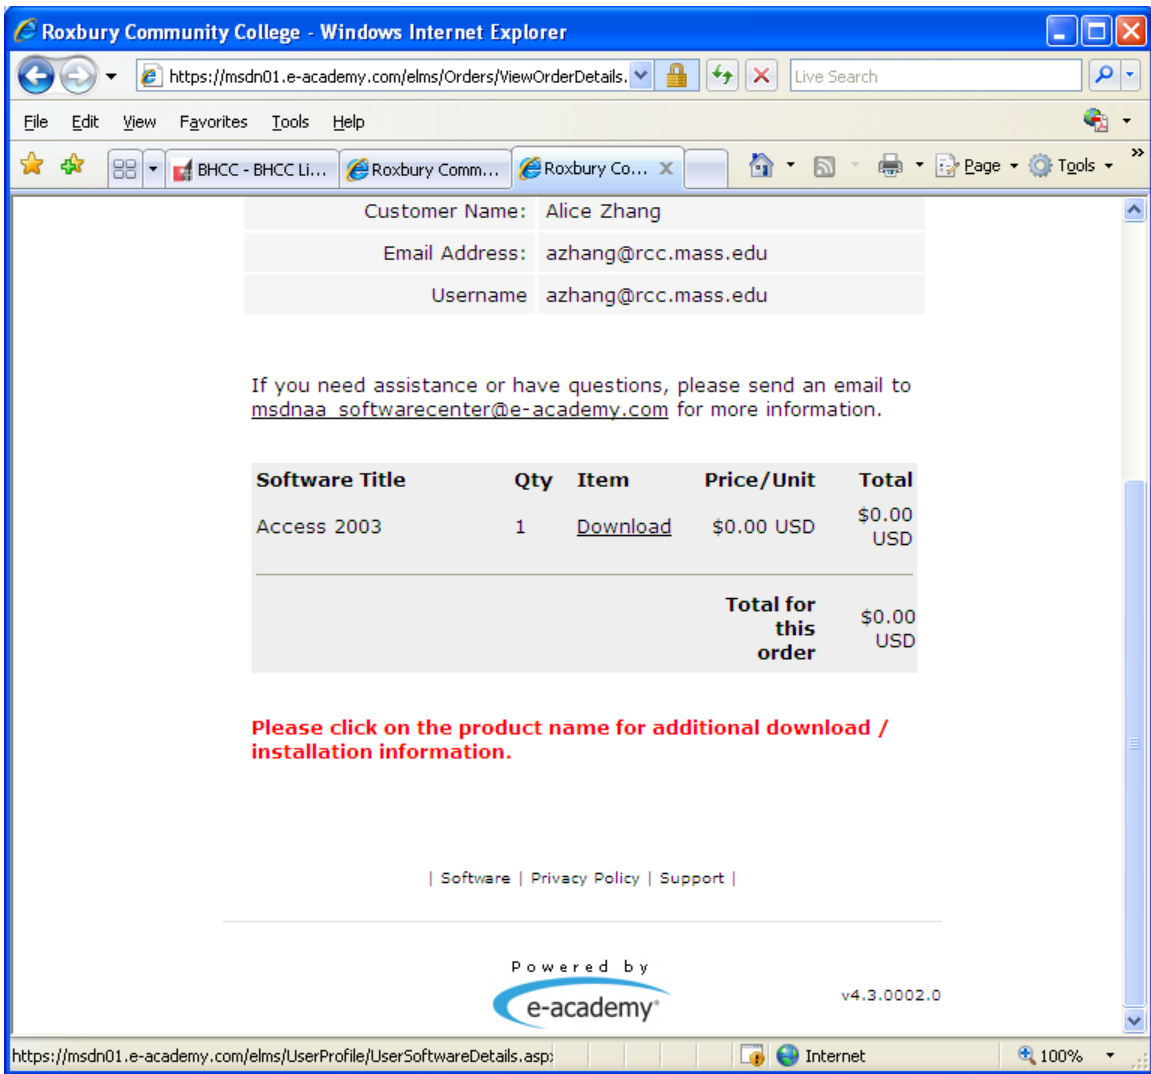 Roxbury Community College - Windows Internet Explorer
https://msdn01.e-academy.com/elms/Orders/ViewOrderDetails.
Live Search
File Edit View Favorites Tools Help
BHCC - BHCC Li... Roxbury Comm... Roxbury Co... Page Tools
Customer Name: Alice Zhang
Email Address: azhang@rcc.mass.edu
Username azhang@rcc.mass.edu
If you need assistance or have questions, please send an email to
msdnaa_softwarecenter@e-academy.com for more information.
Software Title Qty Item Price/Unit Total
Access 2003 1 Download $0.00 USD $0.00
USD
Total for
this
order
$0.00
USD
Please click on the product name for additional download /
installation information.
| Software | Privacy Policy | Support |
Powered by
e-academy®
v4.3.0002.0
https://msdn01.e-academy.com/elms/UserProfile/UserSoftwareDetails.asp Internet 100%